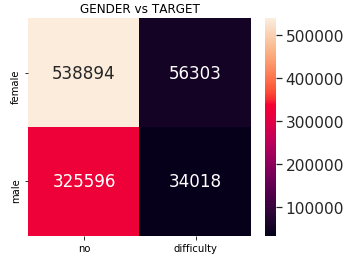 GENDER vs TARGET
female
538894
56303
male
325596
34018
no
difficulty
500000
400000
300000
200000
100000